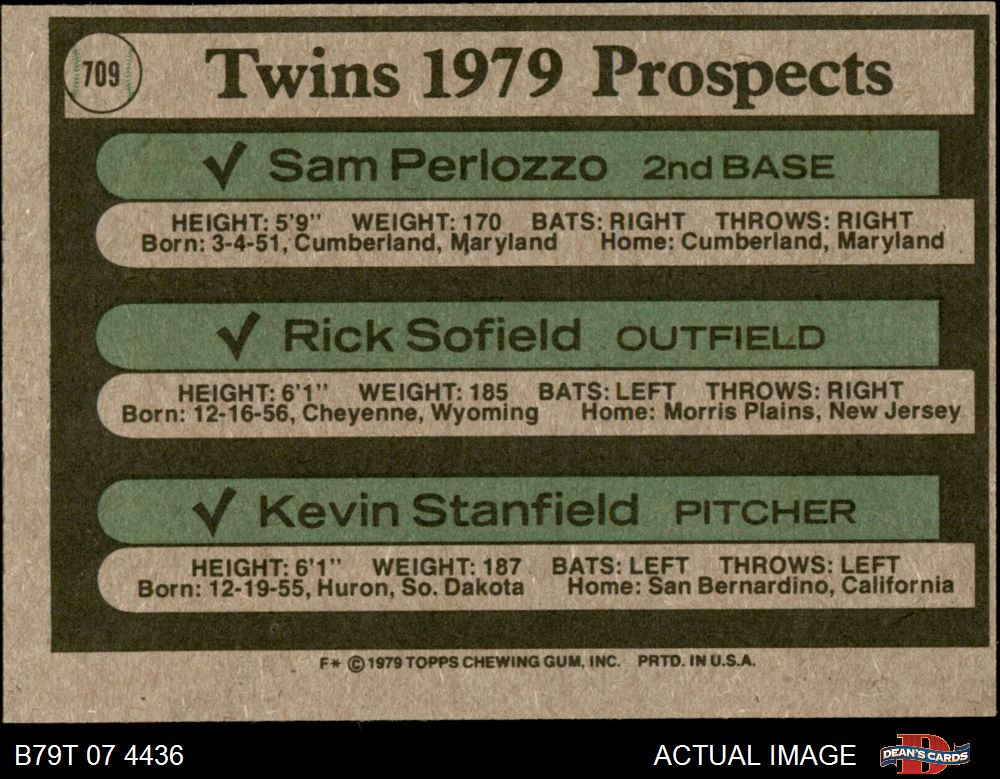 709
Twins 1979 Prospects
✓ Sam Perlozzo 2nd BASE
HEIGHT: 5'9" WEIGHT: 170 BATS: RIGHT THROWS: RIGHT
Born: 3-4-51, Cumberland, Maryland Home: Cumberland, Maryland
✓ Rick Sofield OUTFIELD
HEIGHT: 6'1" WEIGHT: 185 BATS: LEFT THROWS: RIGHT
Born: 12-16-56, Cheyenne, Wyoming Home: Morris Plains, New Jersey
✓ Kevin Stanfield PITCHER
HEIGHT: 6'1" WEIGHT: 187 BATS: LEFT THROWS: LEFT
Born: 12-19-55, Huron, So. Dakota Home: San Bernardino, California
F* © 1979 TOPPS CHEWING GUM, INC. PRTD. IN U.S.A.
B79T 07 4436 ACTUAL IMAGE DEAN'S CARDS